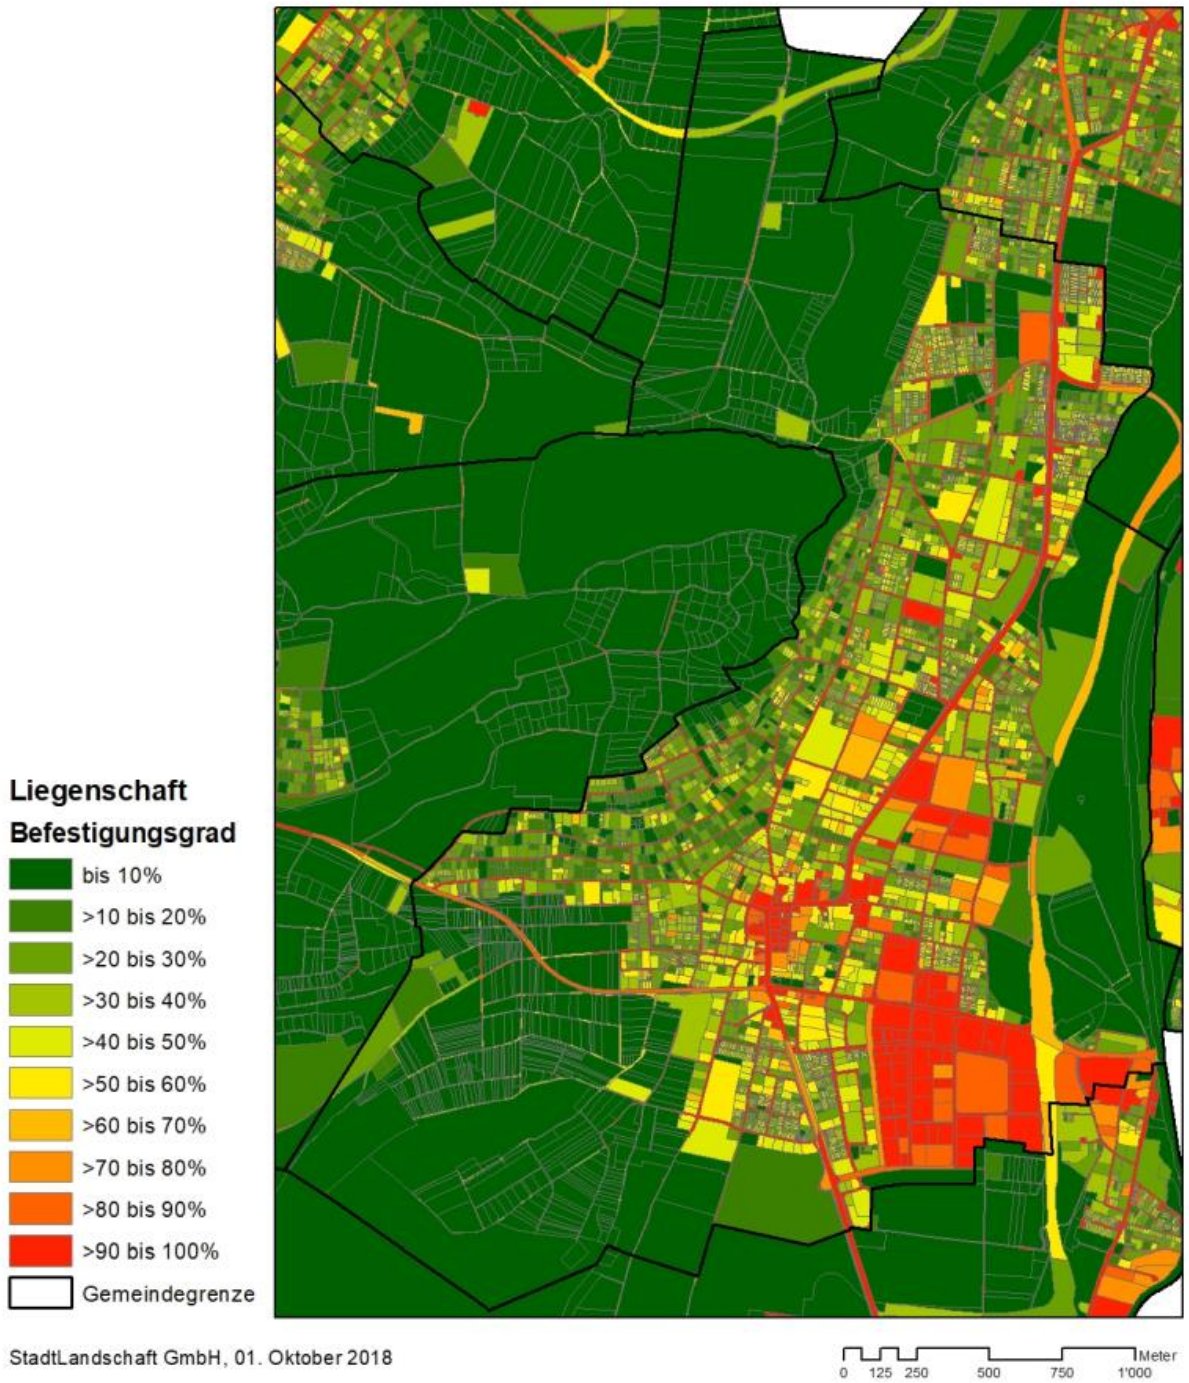 Liegenschaft
Befestigungsgrad
bis 10%
>10 bis 20%
>20 bis 30%
>30 bis 40%
>40 bis 50%
>50 bis 60%
>60 bis 70%
>70 bis 80%
>80 bis 90%
>90 bis 100%
Gemeindegrenze
StadtLandschaft GmbH, 01. Oktober 2018
Meter
0 125 250 500 750 1'000